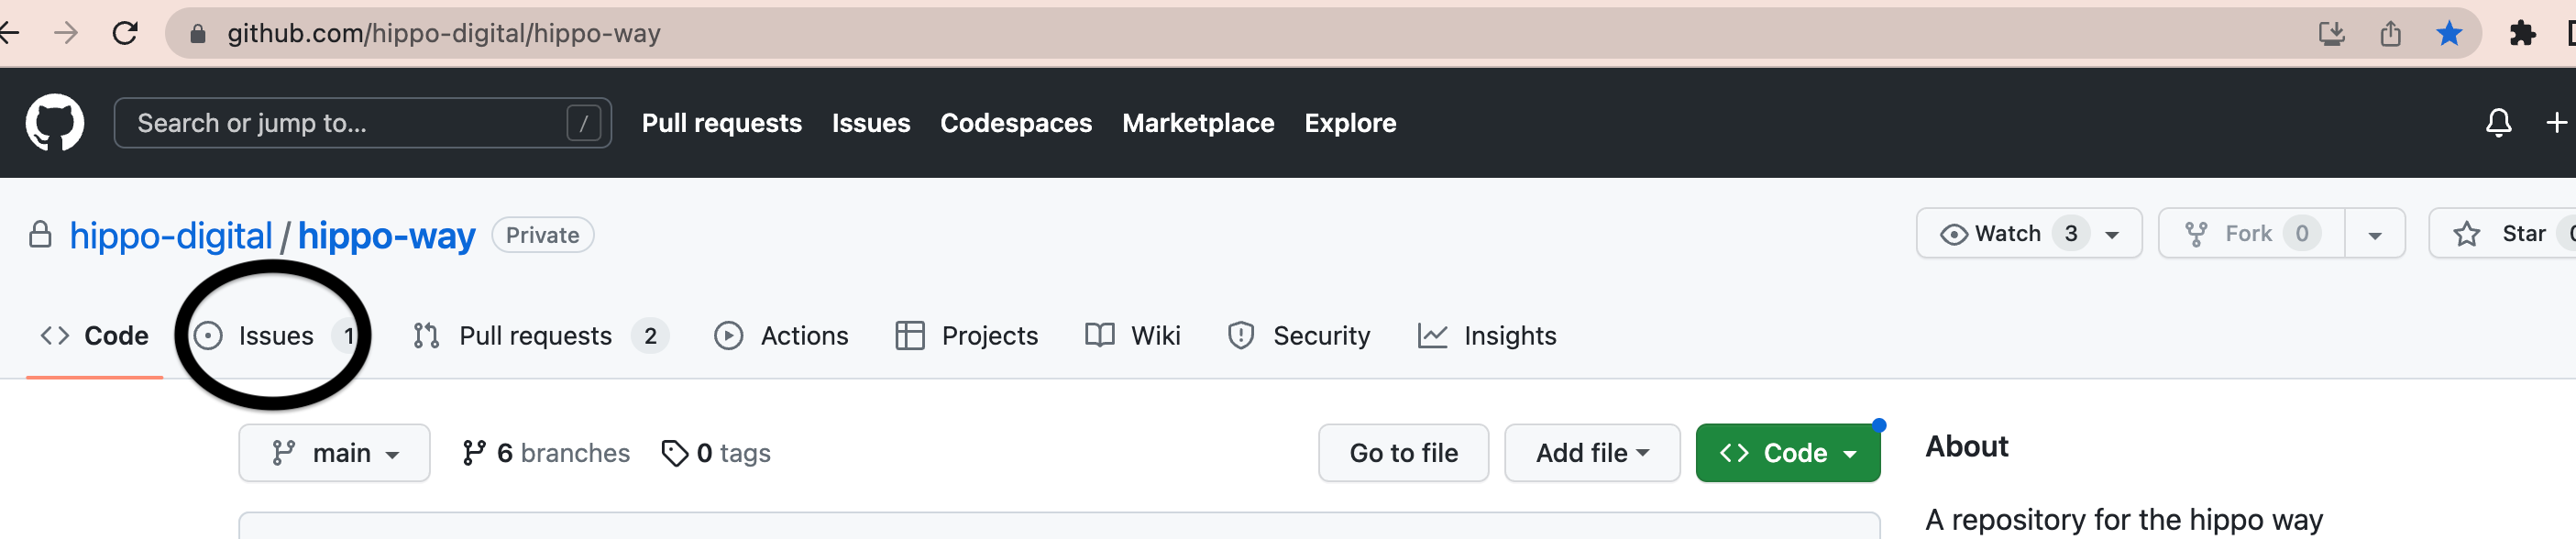 github.com/hippo-digital/hippo-way
Search or jump to... / Pull requests Issues Codespaces Marketplace Explore
hippo-digital / hippo-way Private Watch 3 Fork 0 Star
Code Issues 1 Pull requests 2 Actions Projects Wiki Security Insights
main 6 branches 0 tags Go to file Add file Code About
A repository for the hippo way